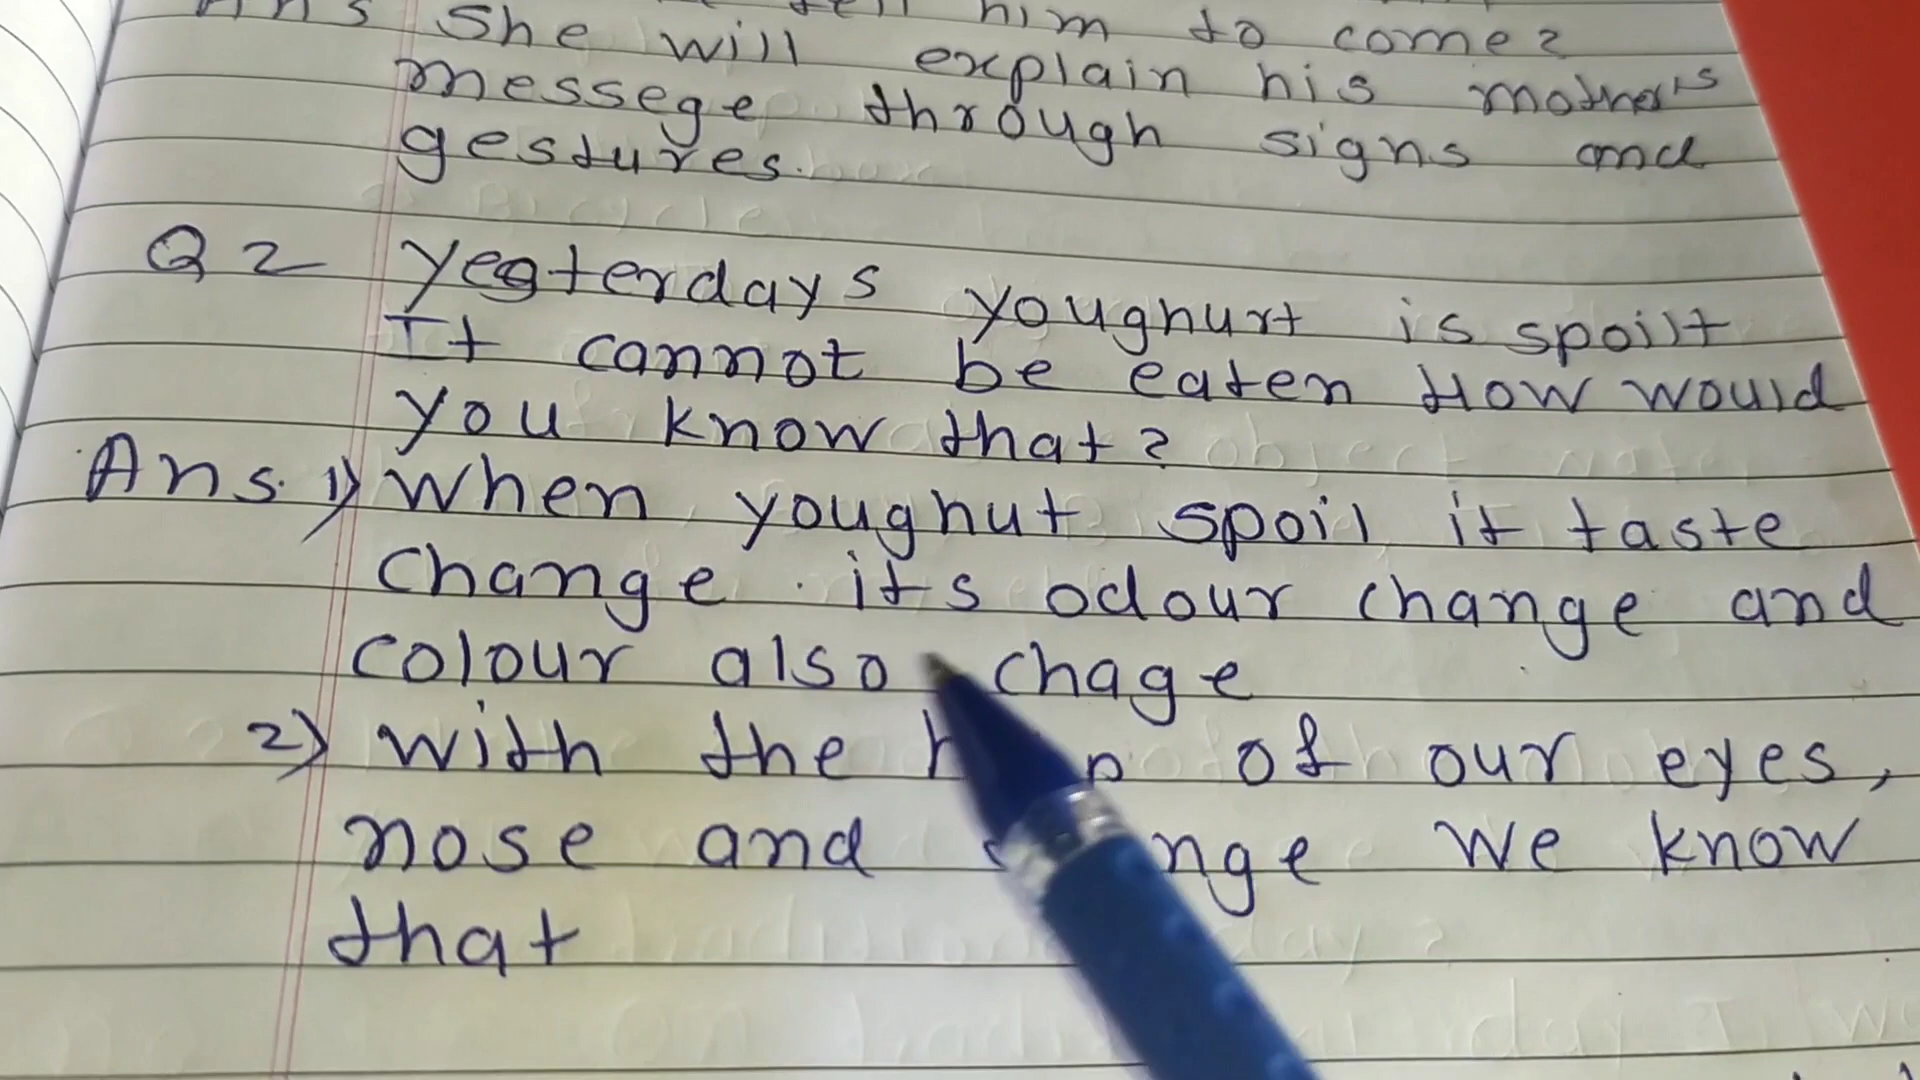 him to come?
Ans She will explain his mother's
messege through signs and
gestures.
Q2 Yesterdays youghurt is spoilt
It cannot be eaten How would
you know that?
Ans. 1) When youghut spoil it taste
change. its odour change and
colour also chage
2) with the of our eyes,
nose and we know
that